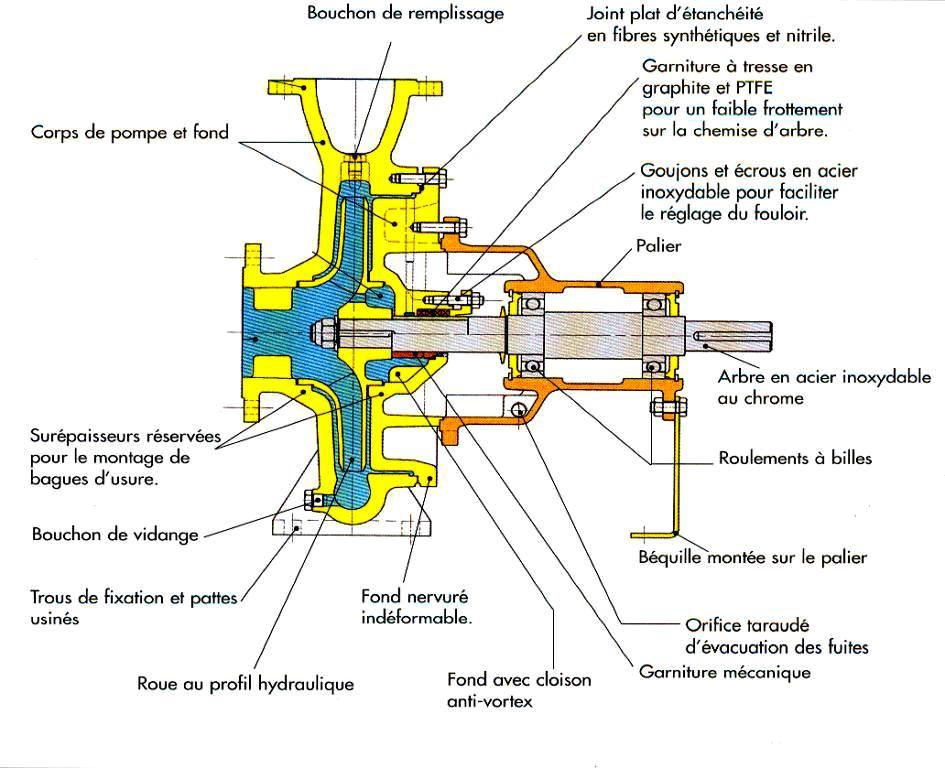 Bouchon de remplissage
Joint plat d'étanchéité
en fibres synthétiques et nitrile.
Garniture à tresse en
graphite et PTFE
pour un faible frottement
sur la chemise d'arbre.
Corps de pompe et fond
Goujons et écrous en acier
inoxydable pour faciliter
le réglage du fouloir.
Palier
Arbre en acier inoxydable
au chrome
Surépaisseurs réservées
pour le montage de
bagues d'usure.
Roulements à billes
Bouchon de vidange
Béquille montée sur le palier
Trous de fixation et pattes
usinés
Fond nervuré
indéformable.
Orifice taraudé
d'évacuation des fuites
Garniture mécanique
Roue au profil hydraulique
Fond avec cloison
anti-vortex